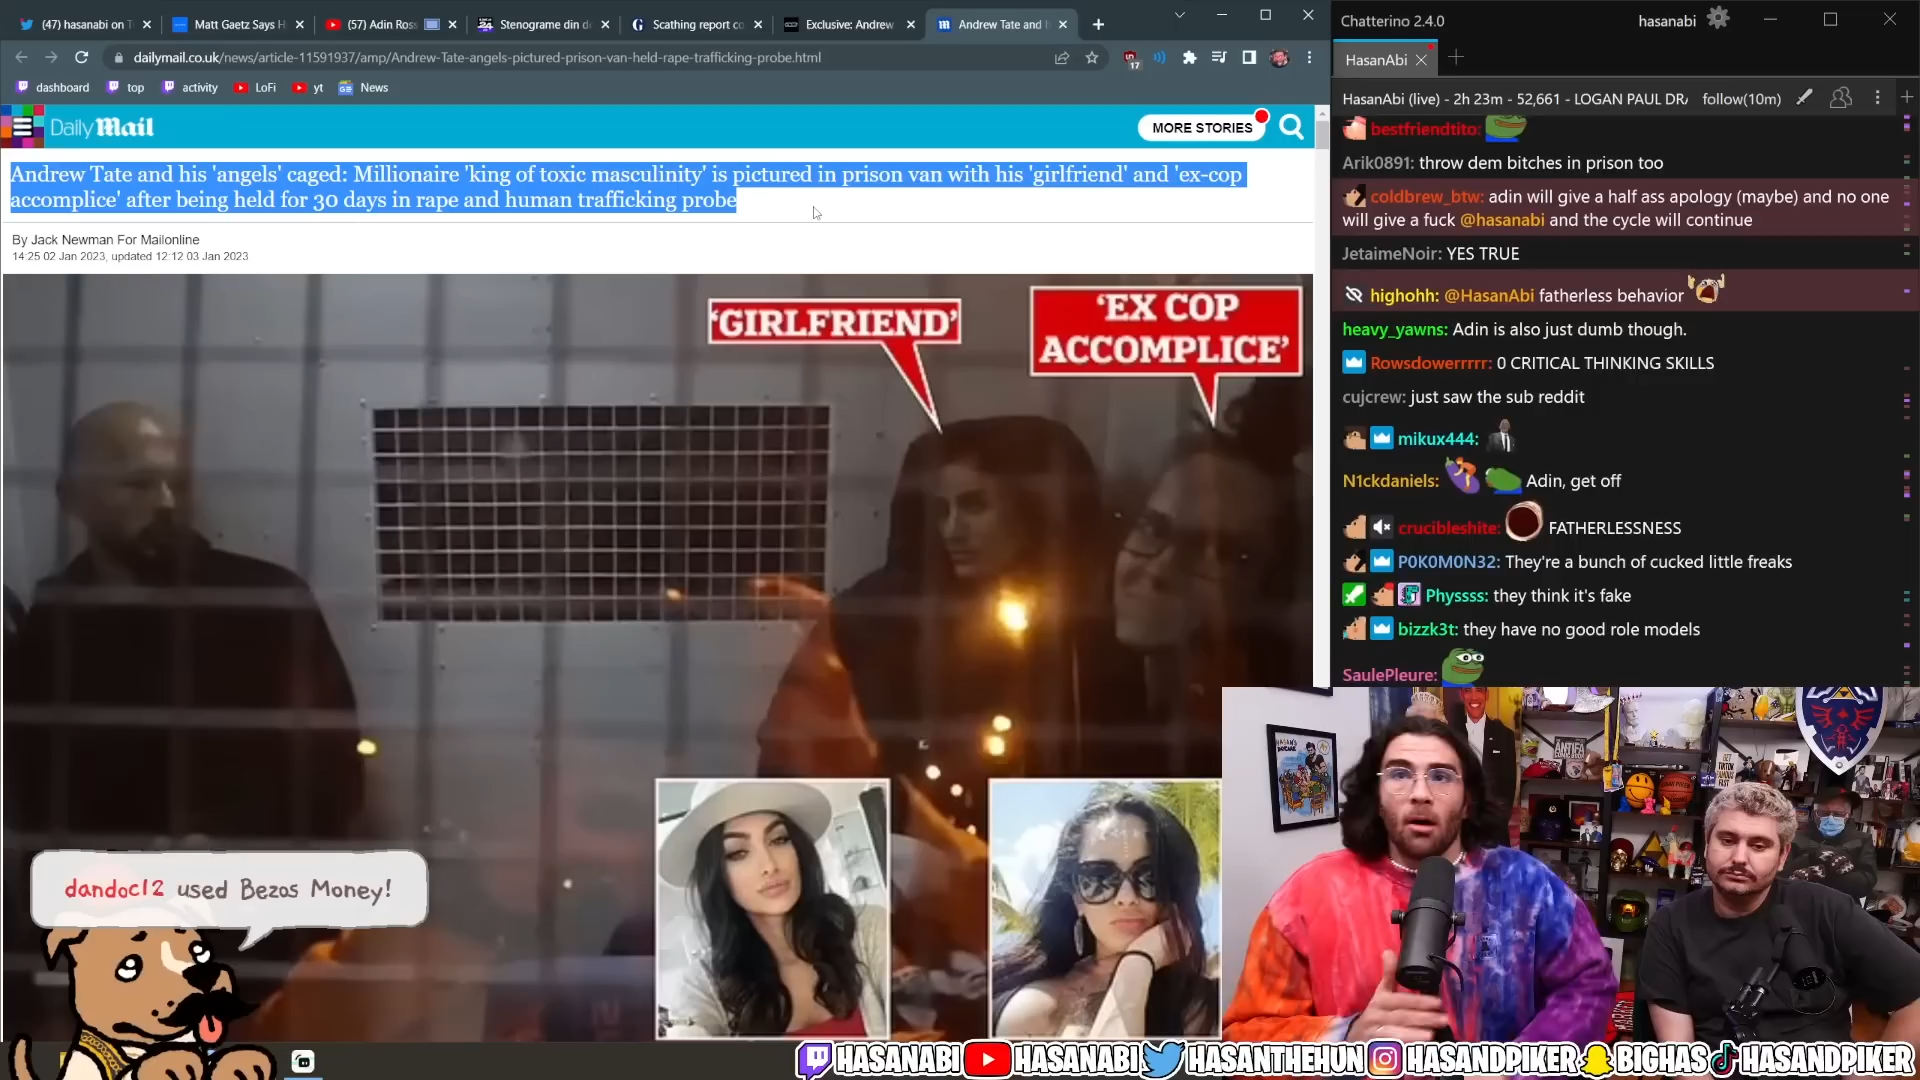 (47) hasanabi on T
Matt Gaetz Says H
(57) Adin Ross
Stenograme din d
Scathing report co
Exclusive: Andrew
Andrew Tate and h
dailymail.co.uk/news/article-11591937/amp/Andrew-Tate-angels-pictured-prison-van-held-rape-trafficking-probe.html
17
dashboard
top
activity
LoFi
yt
News
Daily Mail
MORE STORIES
Andrew Tate and his 'angels' caged: Millionaire 'king of toxic masculinity' is pictured in prison van with his 'girlfriend' and 'ex-cop
accomplice' after being held for 30 days in rape and human trafficking probe
By Jack Newman For Mailonline
14:25 02 Jan 2023, updated 12:12 03 Jan 2023
'GIRLFRIEND'
'EX COP
ACCOMPLICE'
dandoc12 used Bezos Money!
Chatterino 2.4.0
hasanabi
HasanAbi
HasanAbi (live) - 2h 23m - 52,661 - LOGAN PAUL DRA
follow(10m)
bestfriendtito:
Arik0891: throw dem bitches in prison too
coldbrew_btw: adin will give a half ass apology (maybe) and no one
will give a fuck @hasanabi and the cycle will continue
JetaimeNoir: YES TRUE
highohh: @HasanAbi fatherless behavior
heavy_yawns: Adin is also just dumb though.
Rowsdowerrrrr: 0 CRITICAL THINKING SKILLS
cujcrew: just saw the sub reddit
mikux444:
N1ckdaniels: Adin, get off
crucibleshite: FATHERLESSNESS
P0K0M0N32: They're a bunch of cucked little freaks
Physsss: they think it's fake
bizzk3t: they have no good role models
SaulePleure:
ANTIFA
HASANABI
HASANABI
HASANTHEHUN
HASANDPIKER
BIGHAS
HASANDPIKER